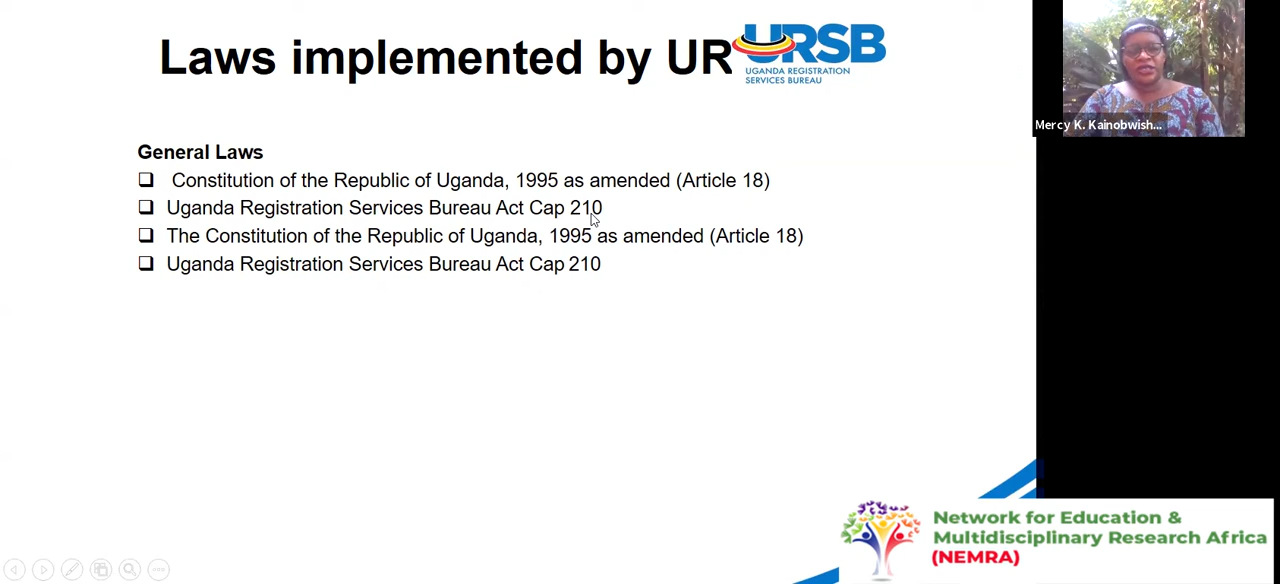 Laws implemented by UR
URSB
UGANDA REGISTRATION
SERVICES BUREAU
Mercy K. Kainobwish...
General Laws
Constitution of the Republic of Uganda, 1995 as amended (Article 18)
Uganda Registration Services Bureau Act Cap 210
The Constitution of the Republic of Uganda, 1995 as amended (Article 18)
Uganda Registration Services Bureau Act Cap 210
Network for Education &
Multidisciplinary Research Africa
(NEMRA)